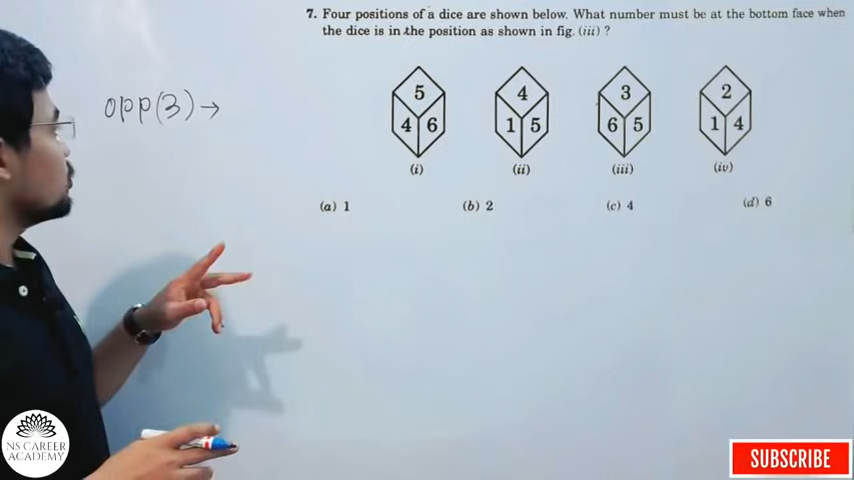 7. Four positions of a dice are shown below. What number must be at the bottom face when
the dice is in the position as shown in fig. (iii) ?
opp(3) →
5
4 6
(i)
4
1 5
(ii)
3
6 5
(iii)
2
1 4
(iv)
(a) 1
(b) 2
(c) 4
(d) 6
NS CAREER
ACADEMY
SUBSCRIBE